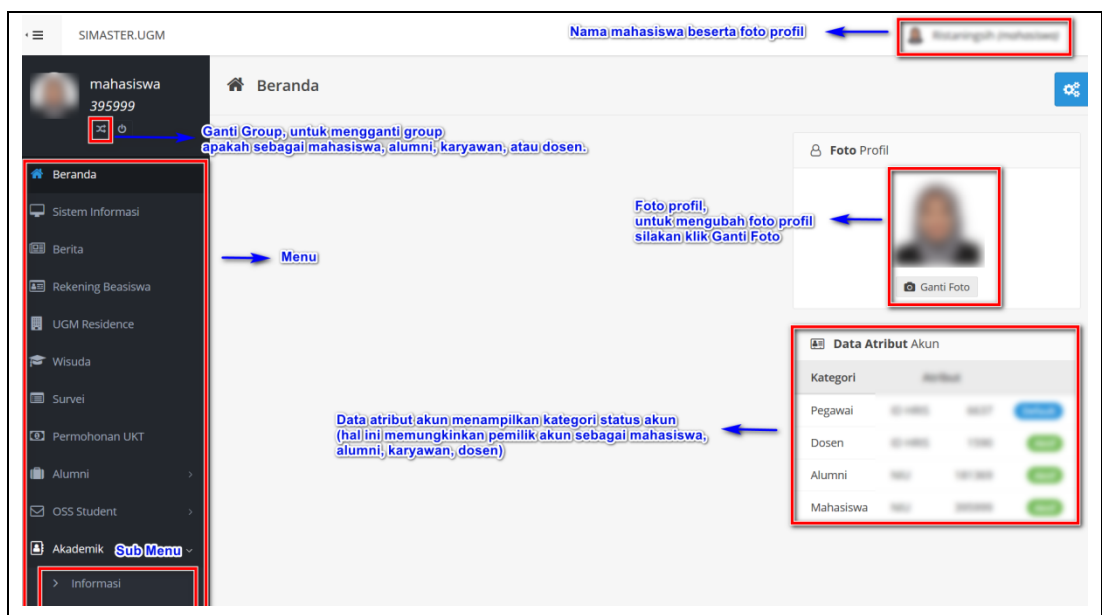 SIMASTER.UGM
Nama mahasiswa beserta foto profil
mahasiswa
395999
Beranda
Ganti Group, untuk mengganti group
apakah sebagai mahasiswa, alumni, karyawan, atau dosen.
Foto Profil
Foto profil,
untuk mengubah foto profil
silakan klik Ganti Foto
Ganti Foto
Beranda
Sistem Informasi
Berita
Menu
Rekening Beasiswa
UGM Residence
Wisuda
Survei
Permohonan UKT
Alumni
OSS Student
Akademik
Sub Menu
Informasi
Data Atribut Akun
Kategori
Pegawai
Dosen
Alumni
Mahasiswa
Data atribut akun menampilkan kategori status akun
(hal ini memungkinkan pemilik akun sebagai mahasiswa,
alumni, karyawan, dosen)